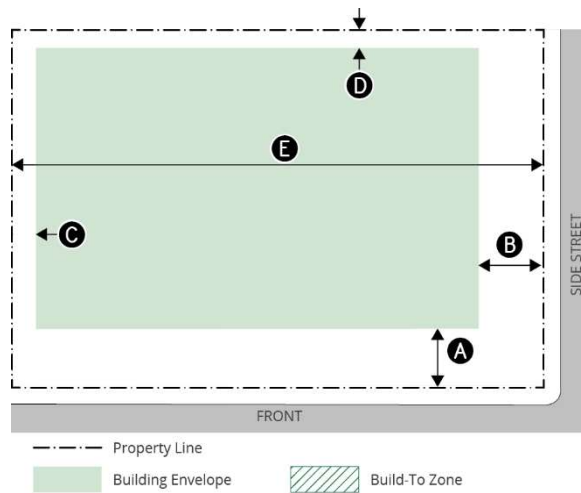 D
E
C
B
A
SIDE STREET
FRONT
Property Line
Building Envelope
Build-To Zone